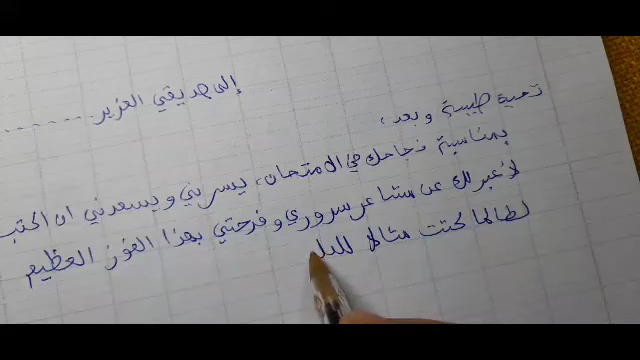 إلى صديقي العزيز ........
تحية طيبة وبعد،
بمناسبة نجاحك في الامتحان، يسرني ويسعدني ان اكتب
لأعبر لك عن مشاعر سروري وفرحتي بهذا الفوز العظيم
لطالما كنت مثالا